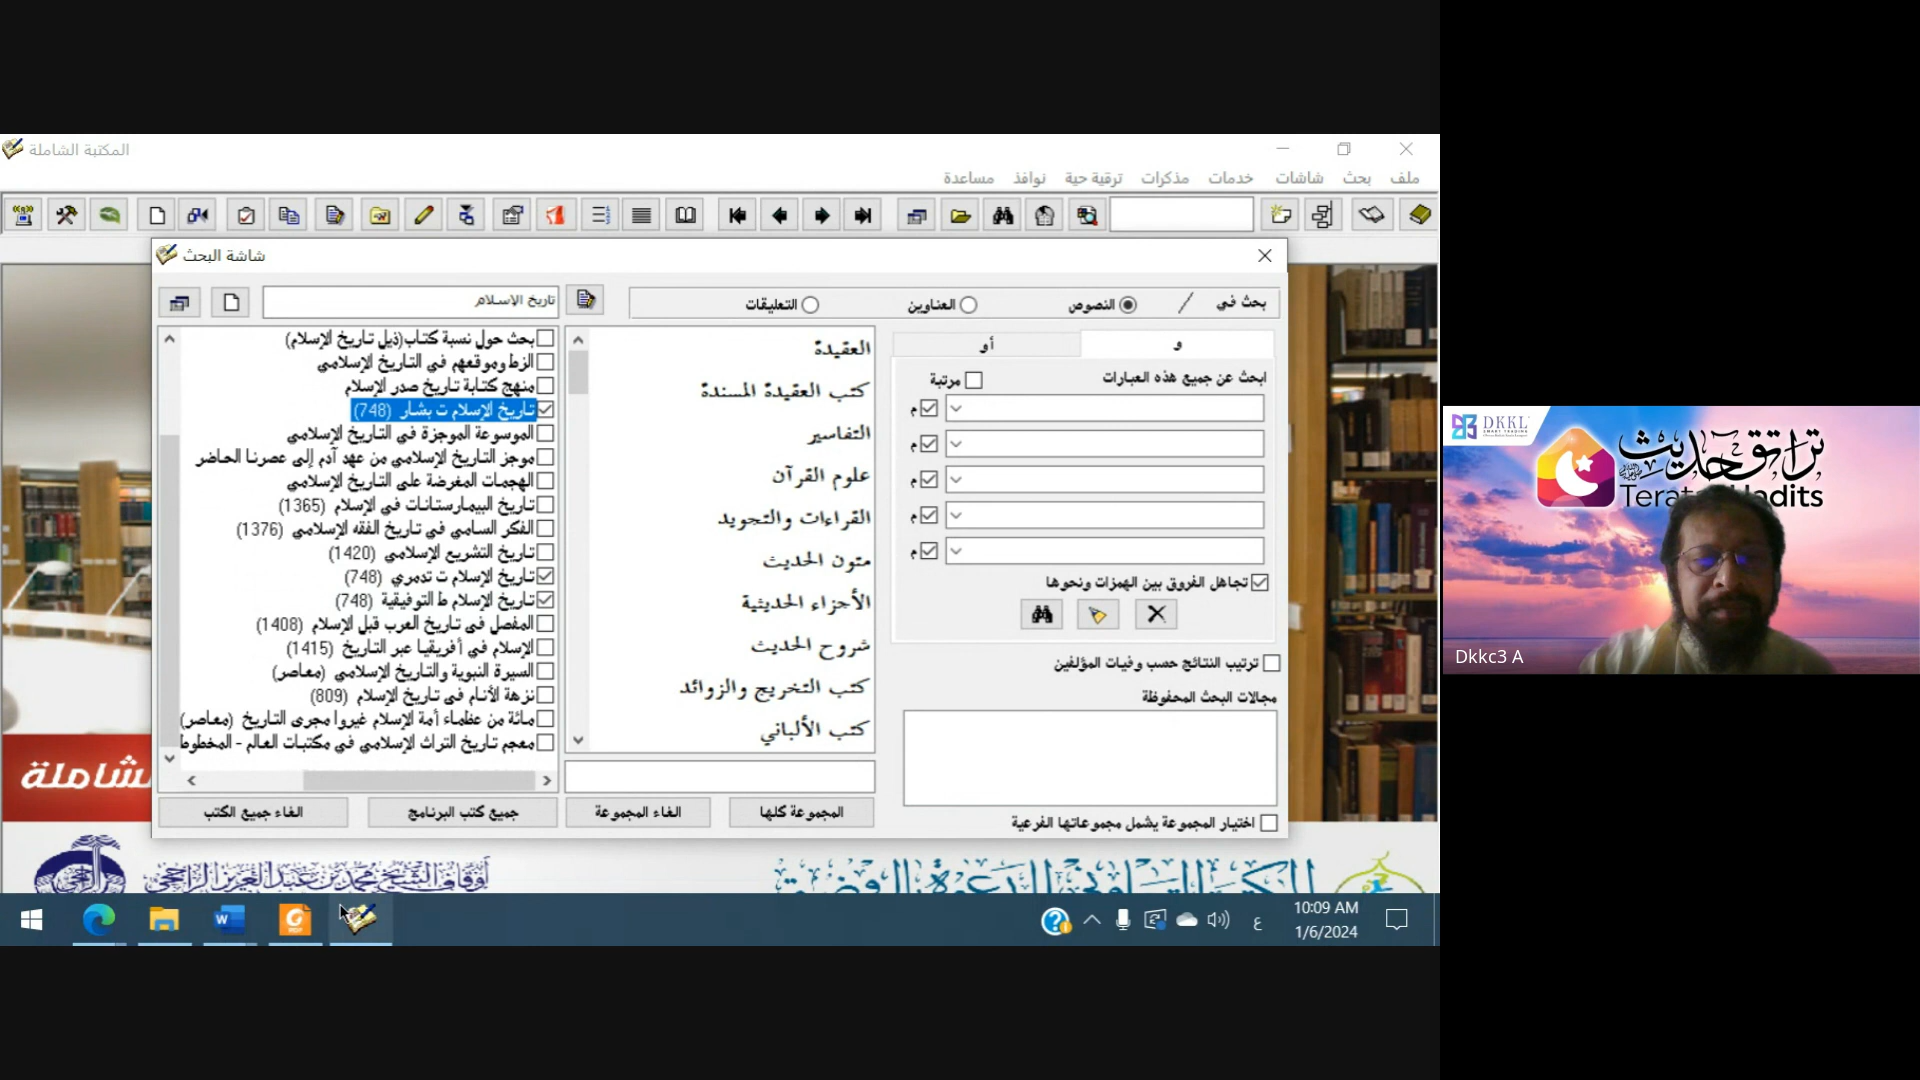 المكتبة الشاملة
ملف بحث شاشات خدمات مذكرات ترقية حية نوافذ مساعدة
شاشة البحث
تاريخ الإسلام
بحث في / النصوص العناوين التعليقات
بحث حول نسبة كتاب(ذيل تاريخ الإسلام)
الزط وموقعهم في التاريخ الإسلامي
منهج كتابة تاريخ صدر الإسلام
تاريخ الإسلام ت بشار (748)
الموسوعة الموجزة في التاريخ الإسلامي
موجز التاريخ الإسلامي من عهد آدم إلى عصرنا الحاضر
الهجمات المغرضة على التاريخ الإسلامي
تاريخ البيمارستانات في الإسلام (1365)
الفكر السامي في تاريخ الفقه الإسلامي (1376)
تاريخ التشريع الإسلامي (1420)
تاريخ الإسلام ت تدمري (748)
تاريخ الإسلام ط التوفيقية (748)
المفصل فى تاريخ العرب قبل الإسلام (1408)
الإسلام في أفريقيا عبر التاريخ (1415)
السيرة النبوية والتاريخ الإسلامي (معاصر)
نزهة الأنام في تاريخ الإسلام (809)
مائة من عظماء أمة الإسلام غيروا مجرى التاريخ (معاصر)
معجم تاريخ التراث الإسلامي في مكتبات العالم - المخطوط
العقيدة
كتب العقيدة المسندة
التفاسير
علوم القرآن
القراءات والتجويد
متون الحديث
الأجزاء الحديثية
شروح الحديث
كتب التخريج والزوائد
كتب الألباني
و
أو
ابحث عن جميع هذه العبارات
مرتبة
م
م
م
م
م
تجاهل الفروق بين الهمزات ونحوها
ترتيب النتائج حسب وفيات المؤلفين
مجالات البحث المحفوظة
اختيار المجموعة يشمل مجموعاتها الفرعية
المجموعة كلها
الغاء المجموعة
جميع كتب البرنامج
الغاء جميع الكتب
أوقاف الشيخ محمد بن عبد العزيز الراجحي
ع
10:09 AM
1/6/2024
DKKL
تراتق حديث
Dkkc3 A